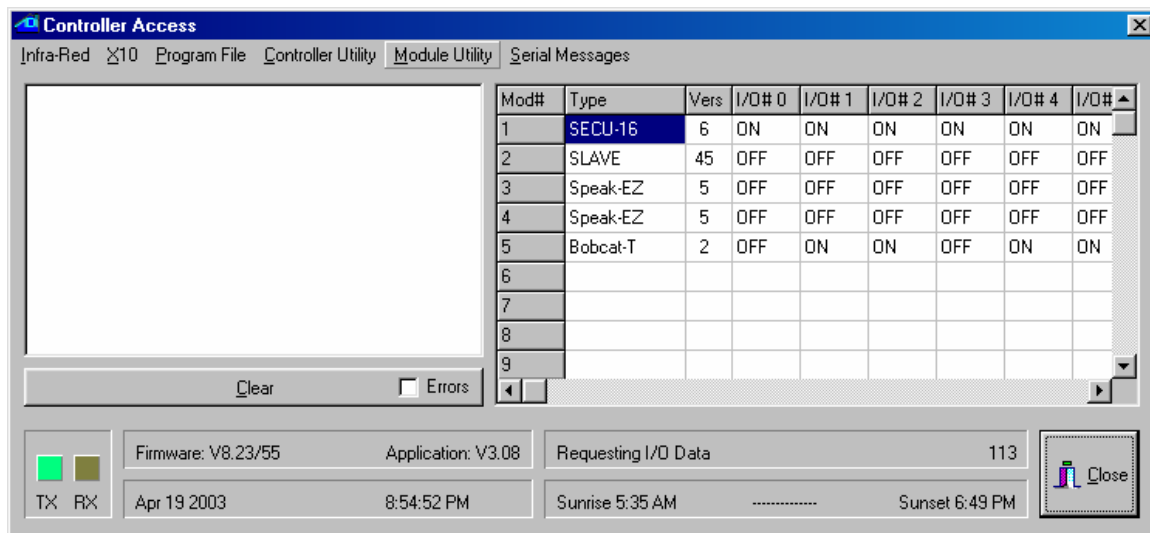 Controller Access
Infra-Red X10 Program File Controller Utility Module Utility Serial Messages
Mod# Type Vers I/O# 0 I/O# 1 I/O# 2 I/O# 3 I/O# 4 I/O#
1 SECU-16 6 ON ON ON ON ON ON
2 SLAVE 45 OFF OFF OFF OFF OFF OFF
3 Speak-EZ 5 OFF OFF OFF OFF OFF OFF
4 Speak-EZ 5 OFF OFF OFF OFF OFF OFF
5 Bobcat-T 2 OFF ON ON OFF ON ON
6
7
8
9
Clear Errors
Firmware: V8.23/55 Application: V3.08 Requesting I/O Data 113
TX RX Apr 19 2003 8:54:52 PM Sunrise 5:35 AM ------------- Sunset 6:49 PM
Close